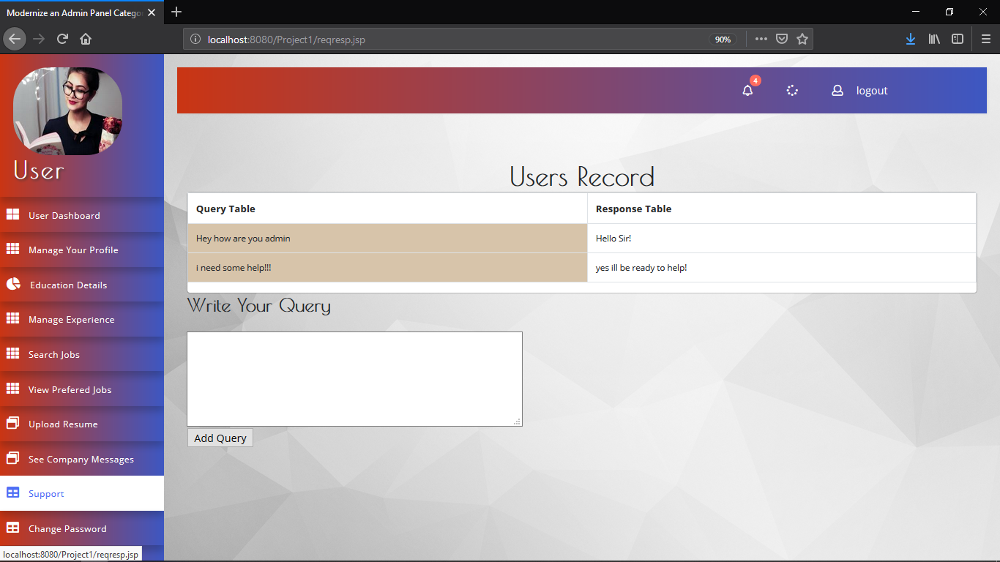 Modernize an Admin Panel Catego
localhost:8080/Project1/reqresp.jsp
90%
4
logout
User
User Dashboard
Manage Your Profile
Education Details
Manage Experience
Search Jobs
View Prefered Jobs
Upload Resume
See Company Messages
Support
Change Password
Users Record
Query Table Response Table
Hey how are you admin Hello Sir!
i need some help!!! yes ill be ready to help!
Write Your Query
Add Query
localhost:8080/Project1/reqresp.jsp